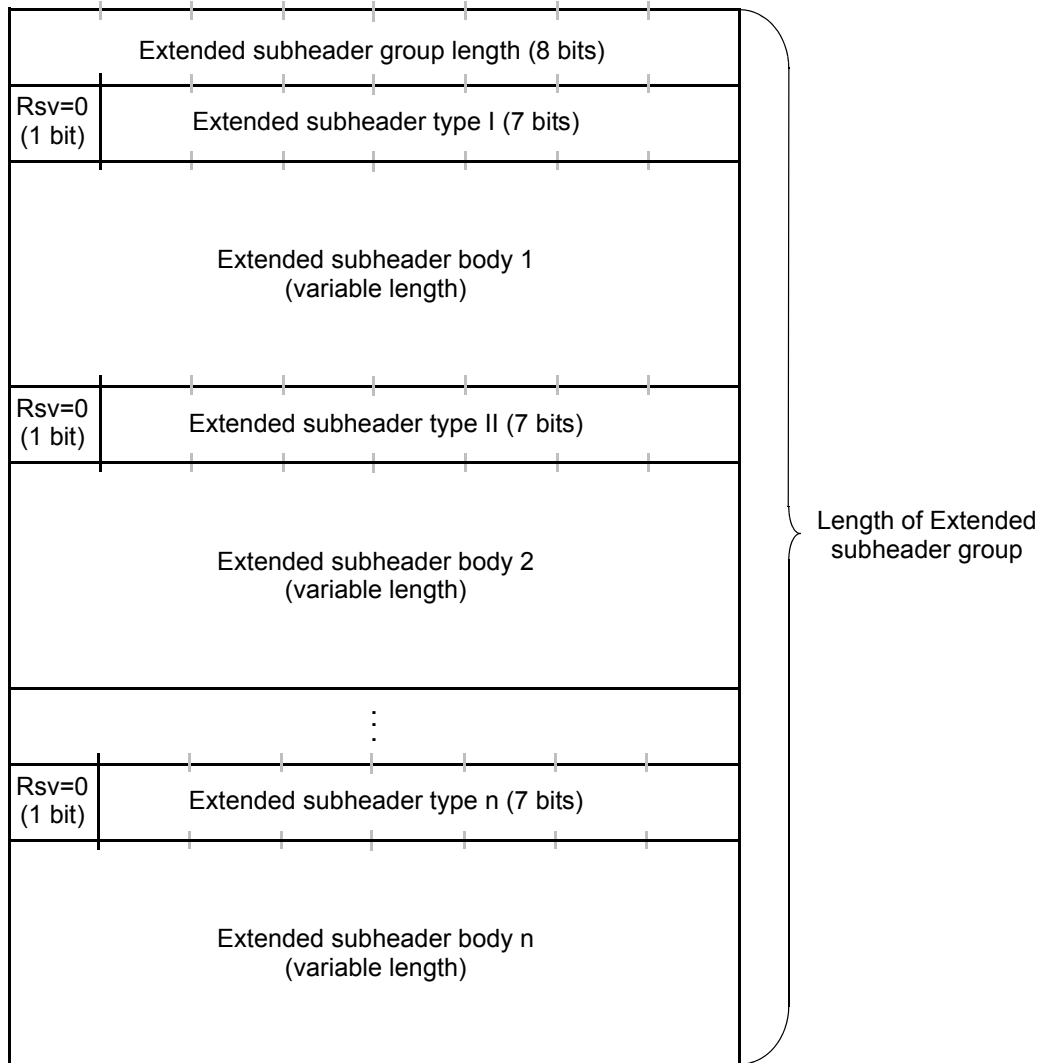 Extended subheader group length (8 bits)
Rsv=0
(1 bit)
Extended subheader type I (7 bits)
Extended subheader body 1
(variable length)
Rsv=0
(1 bit)
Extended subheader type II (7 bits)
Extended subheader body 2
(variable length)
Length of Extended
subheader group
⋮
Rsv=0
(1 bit)
Extended subheader type n (7 bits)
Extended subheader body n
(variable length)